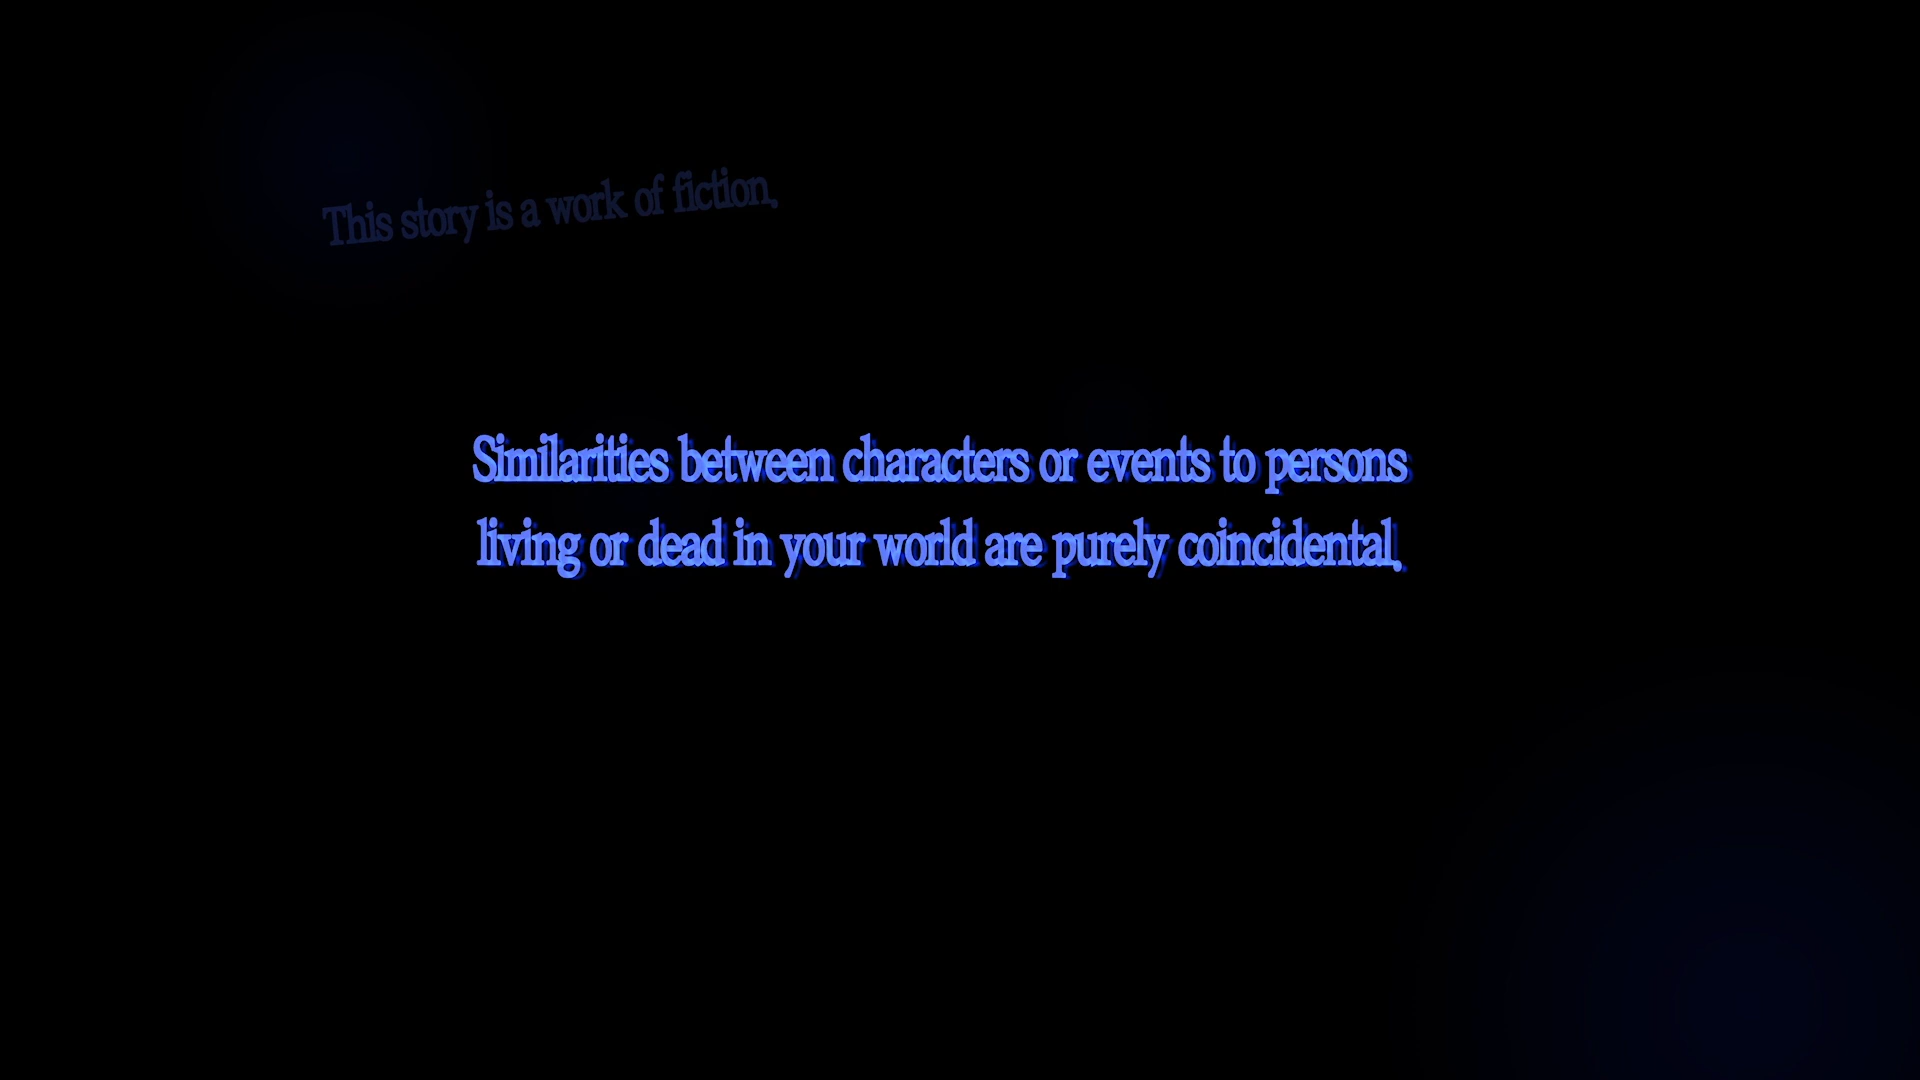 This story is a work of fiction.
Similarities between characters or events to persons
living or dead in your world are purely coincidental.